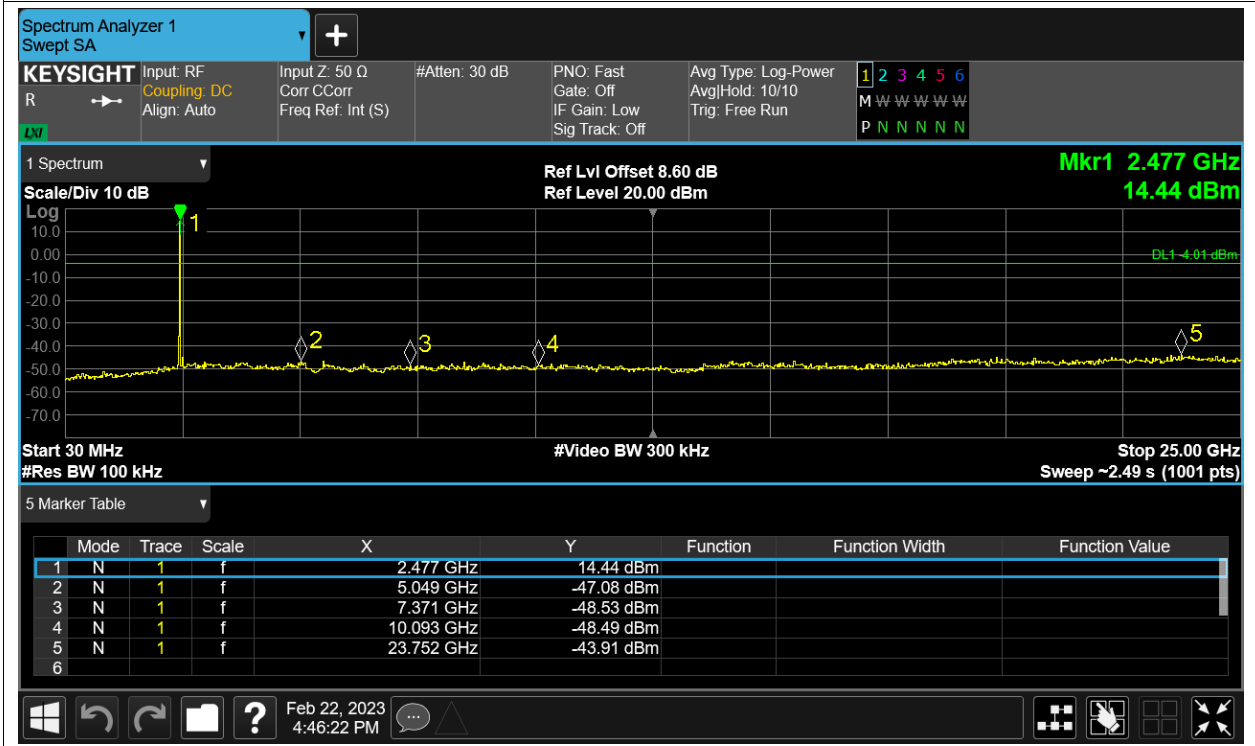 Spectrum Analyzer 1
Swept SA
+
KEYSIGHT
R
LXI
Input: RF
Coupling: DC
Align: Auto
Input Z: 50 Ω
Corr CCorr
Freq Ref: Int (S)
#Atten: 30 dB
PNO: Fast
Gate: Off
IF Gain: Low
Sig Track: Off
Avg Type: Log-Power
Avg|Hold: 10/10
Trig: Free Run
1 2 3 4 5 6
M W W W W W
P N N N N N
1 Spectrum
Scale/Div 10 dB
Ref Lvl Offset 8.60 dB
Ref Level 20.00 dBm
Mkr1 2.477 GHz
14.44 dBm
Log
10.0
0.00
-10.0
-20.0
-30.0
-40.0
-50.0
-60.0
-70.0
1
2
3
4
5
DL1 -4.01 dBm
Start 30 MHz
#Res BW 100 kHz
#Video BW 300 kHz
Stop 25.00 GHz
Sweep ~2.49 s (1001 pts)
5 Marker Table
Mode Trace Scale X Y Function Function Width Function Value
1 N 1 f 2.477 GHz 14.44 dBm
2 N 1 f 5.049 GHz -47.08 dBm
3 N 1 f 7.371 GHz -48.53 dBm
4 N 1 f 10.093 GHz -48.49 dBm
5 N 1 f 23.752 GHz -43.91 dBm
6
?
Feb 22, 2023
4:46:22 PM